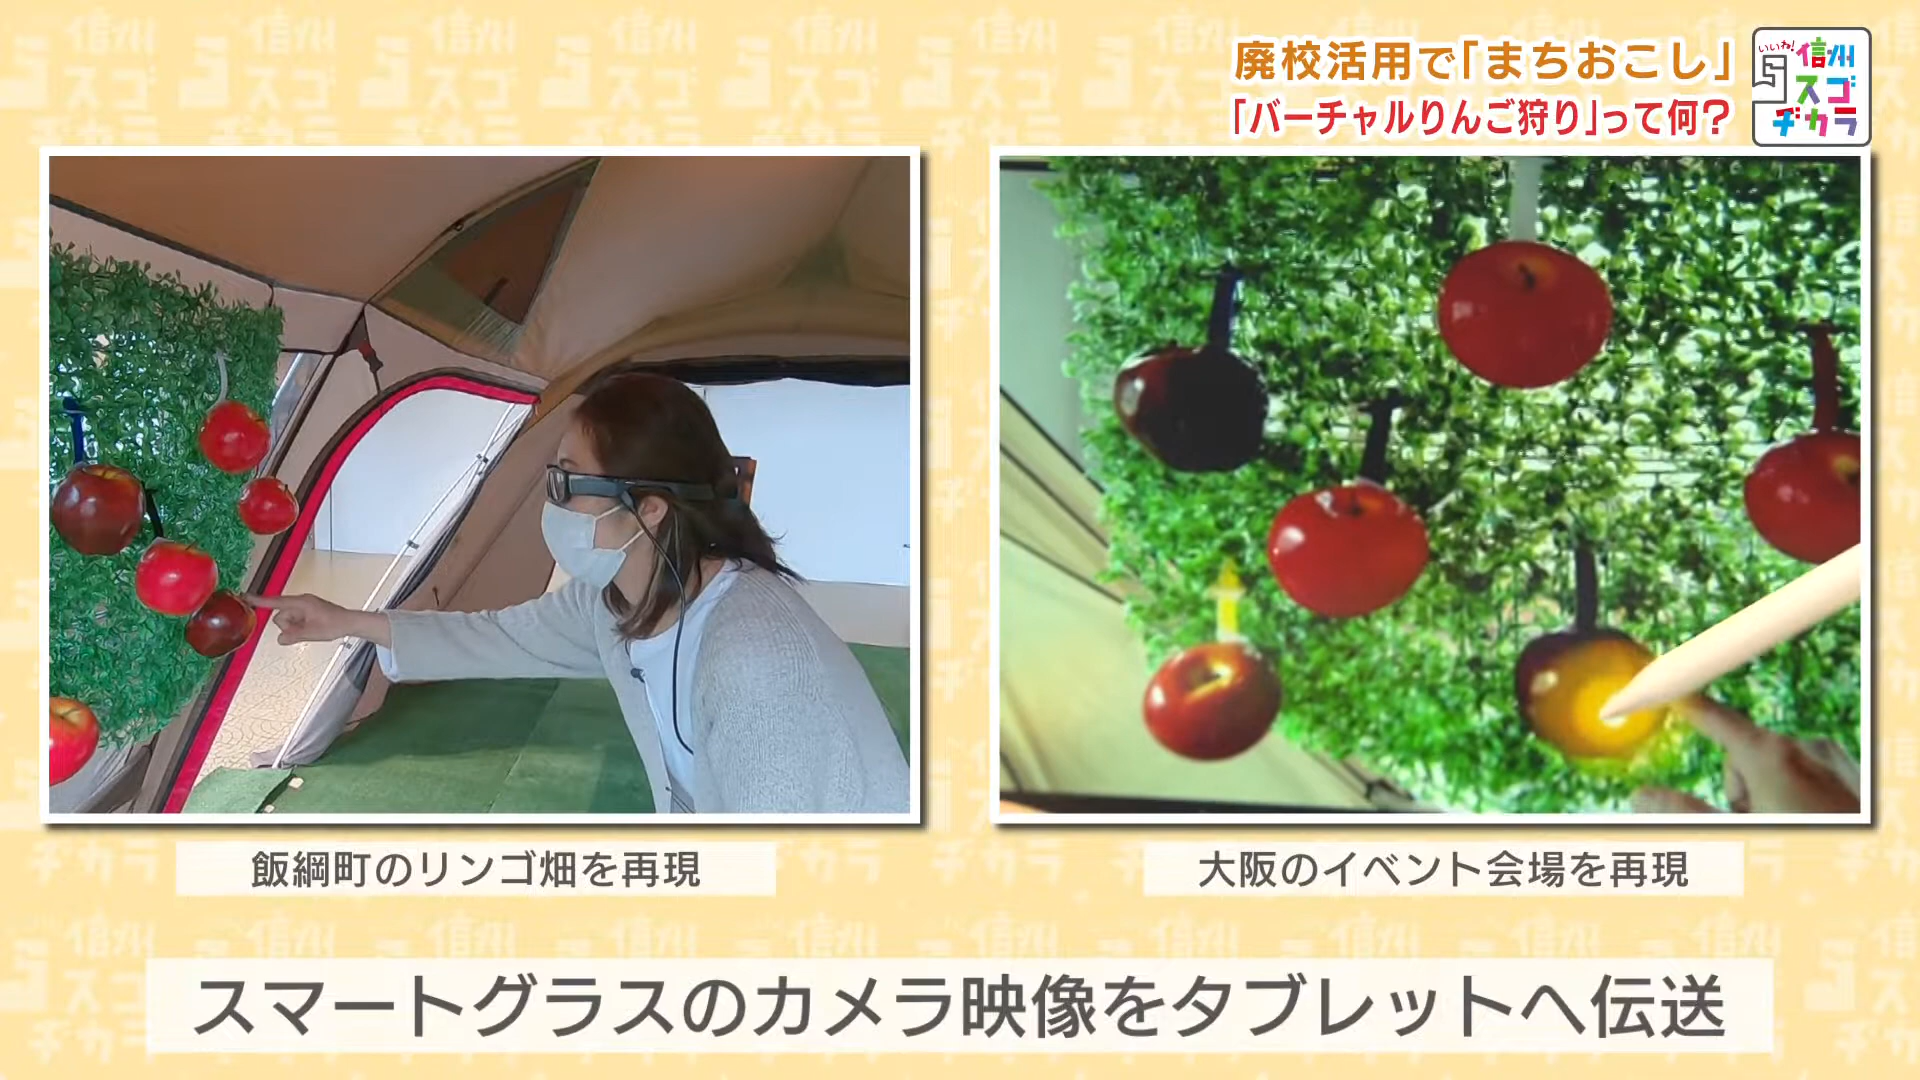 廃校活用で「まちおこし」
「バーチャルりんご狩り」って何?
いいね!
信州
スゴ
ヂカラ
飯綱町のリンゴ畑を再現
大阪のイベント会場を再現
スマートグラスのカメラ映像をタブレットへ伝送